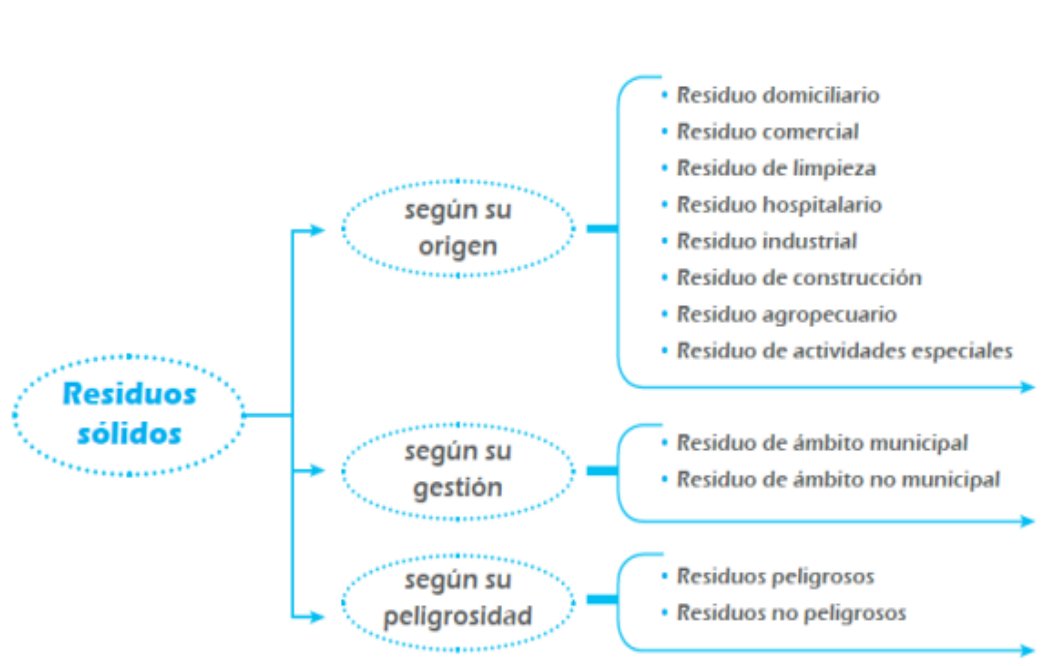 Residuos
sólidos
según su
origen
• Residuo domiciliario
• Residuo comercial
• Residuo de limpieza
• Residuo hospitalario
• Residuo industrial
• Residuo de construcción
• Residuo agropecuario
• Residuo de actividades especiales
según su
gestión
• Residuo de ámbito municipal
• Residuo de ámbito no municipal
según su
peligrosidad
• Residuos peligrosos
• Residuos no peligrosos